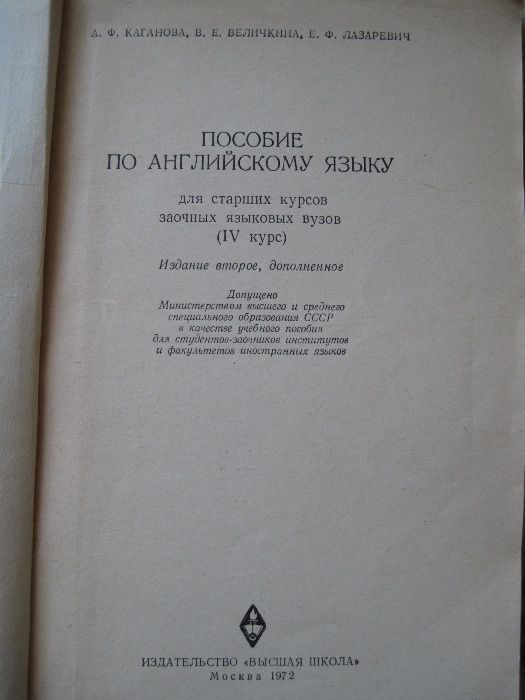 А. Ф. КАГАНОВА, В. Е. ВЕЛИЧКИНА, Е. Ф. ЛАЗАРЕВИЧ
ПОСОБИЕ
ПО АНГЛИЙСКОМУ ЯЗЫКУ
для старших курсов
заочных языковых вузов
(IV курс)
Издание второе, дополненное
Допущено
Министерством высшего и среднего
специального образования СССР
в качестве учебного пособия
для студентов-заочников институтов
и факультетов иностранных языков
ИЗДАТЕЛЬСТВО «ВЫСШАЯ ШКОЛА»
Москва 1972